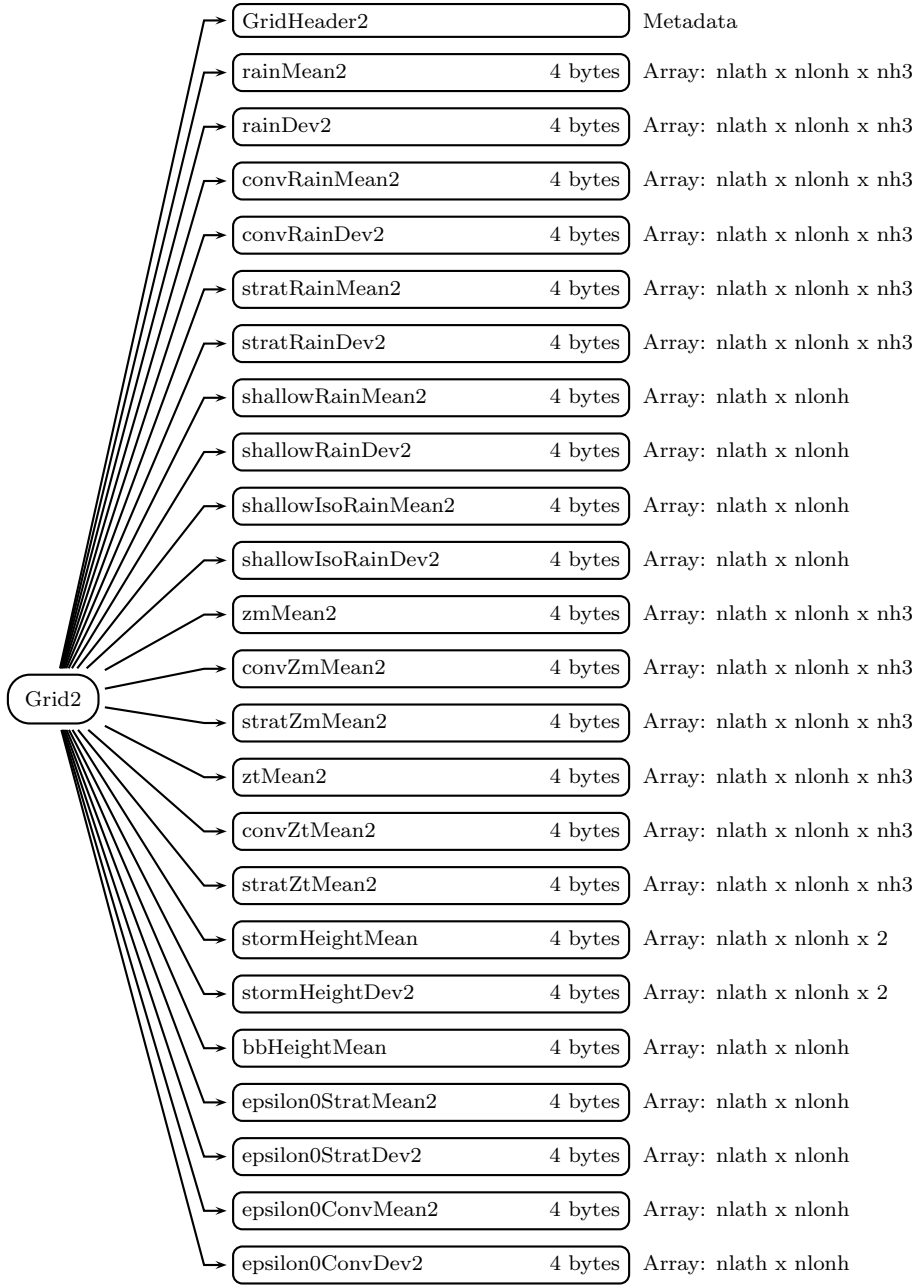 GridHeader2 Metadata
rainMean2 4 bytes Array: nlath x nlonh x nh3
rainDev2 4 bytes Array: nlath x nlonh x nh3
convRainMean2 4 bytes Array: nlath x nlonh x nh3
convRainDev2 4 bytes Array: nlath x nlonh x nh3
stratRainMean2 4 bytes Array: nlath x nlonh x nh3
stratRainDev2 4 bytes Array: nlath x nlonh x nh3
shallowRainMean2 4 bytes Array: nlath x nlonh
shallowRainDev2 4 bytes Array: nlath x nlonh
shallowIsoRainMean2 4 bytes Array: nlath x nlonh
shallowIsoRainDev2 4 bytes Array: nlath x nlonh
zmMean2 4 bytes Array: nlath x nlonh x nh3
convZmMean2 4 bytes Array: nlath x nlonh x nh3
Grid2
stratZmMean2 4 bytes Array: nlath x nlonh x nh3
ztMean2 4 bytes Array: nlath x nlonh x nh3
convZtMean2 4 bytes Array: nlath x nlonh x nh3
stratZtMean2 4 bytes Array: nlath x nlonh x nh3
stormHeightMean 4 bytes Array: nlath x nlonh x 2
stormHeightDev2 4 bytes Array: nlath x nlonh x 2
bbHeightMean 4 bytes Array: nlath x nlonh
epsilon0StratMean2 4 bytes Array: nlath x nlonh
epsilon0StratDev2 4 bytes Array: nlath x nlonh
epsilon0ConvMean2 4 bytes Array: nlath x nlonh
epsilon0ConvDev2 4 bytes Array: nlath x nlonh